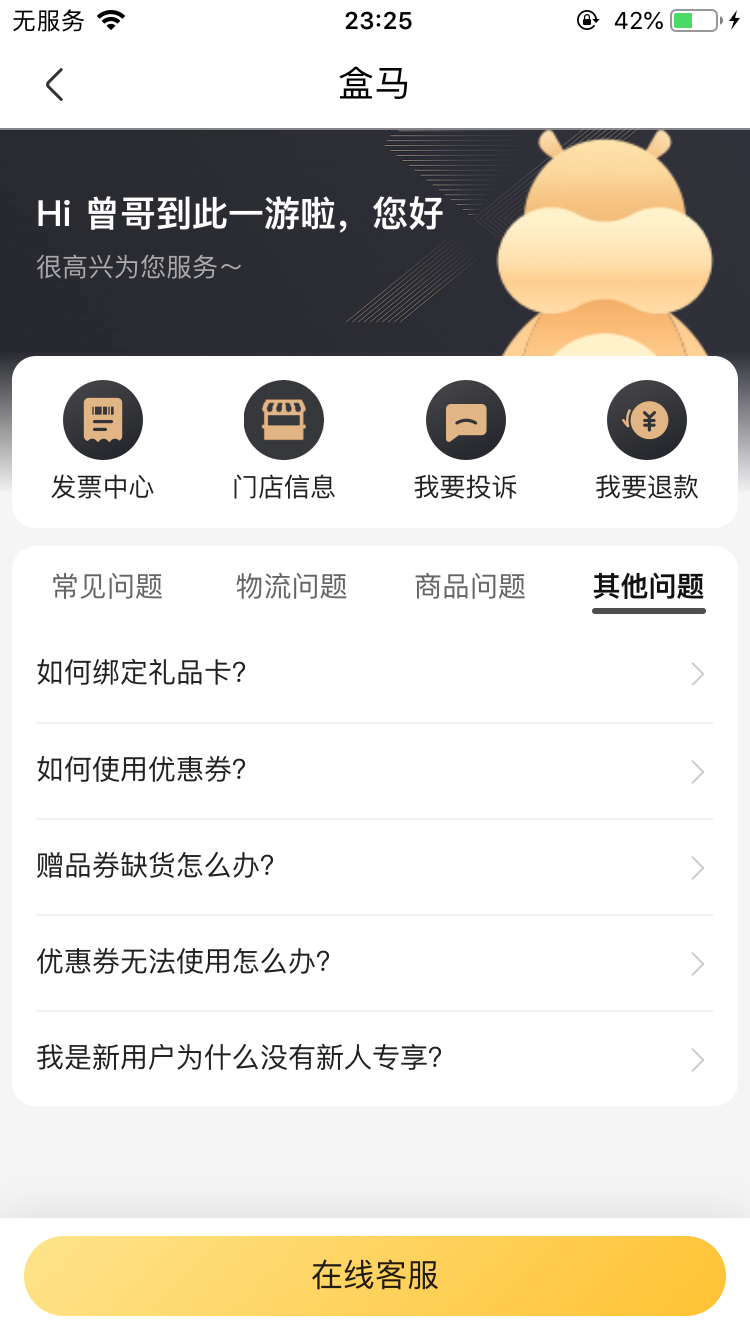 无服务 23:25 42%
盒马
Hi 曾哥到此一游啦，您好
很高兴为您服务～
发票中心 门店信息 我要投诉 我要退款
常见问题 物流问题 商品问题 其他问题
如何绑定礼品卡?
如何使用优惠券?
赠品券缺货怎么办?
优惠券无法使用怎么办?
我是新用户为什么没有新人专享?
在线客服